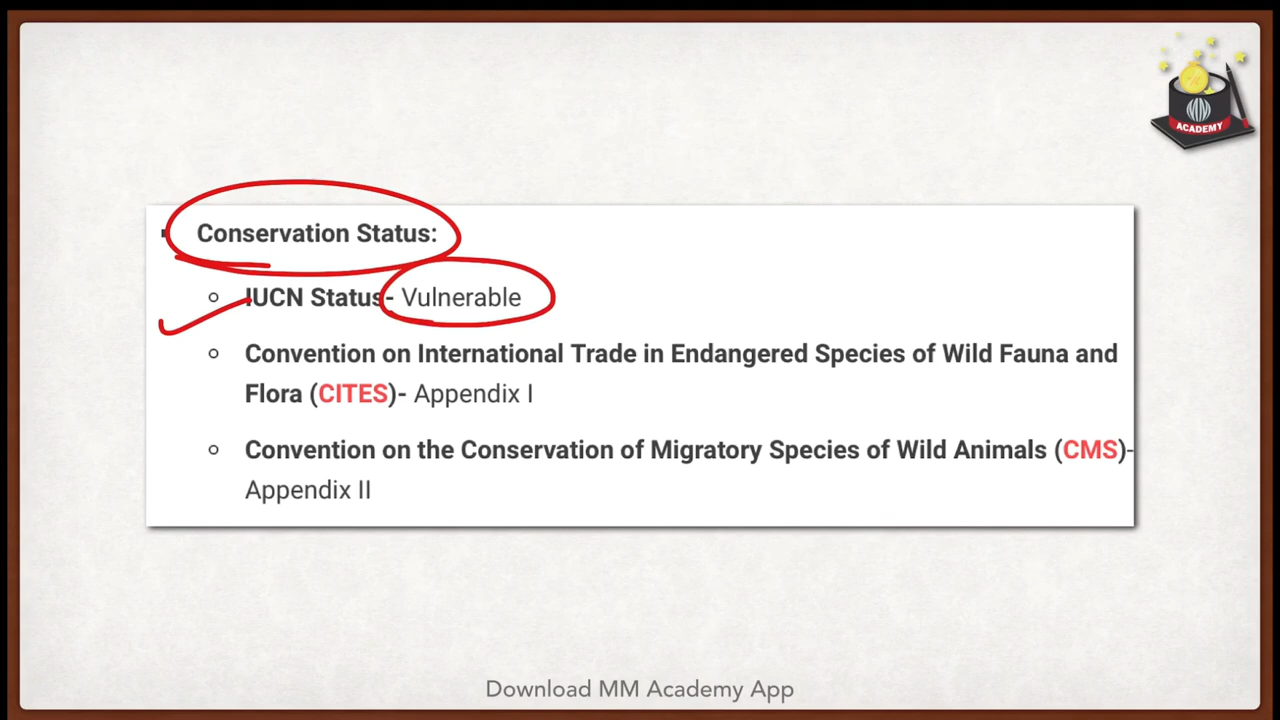 ACADEMY
Conservation Status:
IUCN Status- Vulnerable
Convention on International Trade in Endangered Species of Wild Fauna and
Flora (CITES)- Appendix I
Convention on the Conservation of Migratory Species of Wild Animals (CMS)-
Appendix II
Download MM Academy App